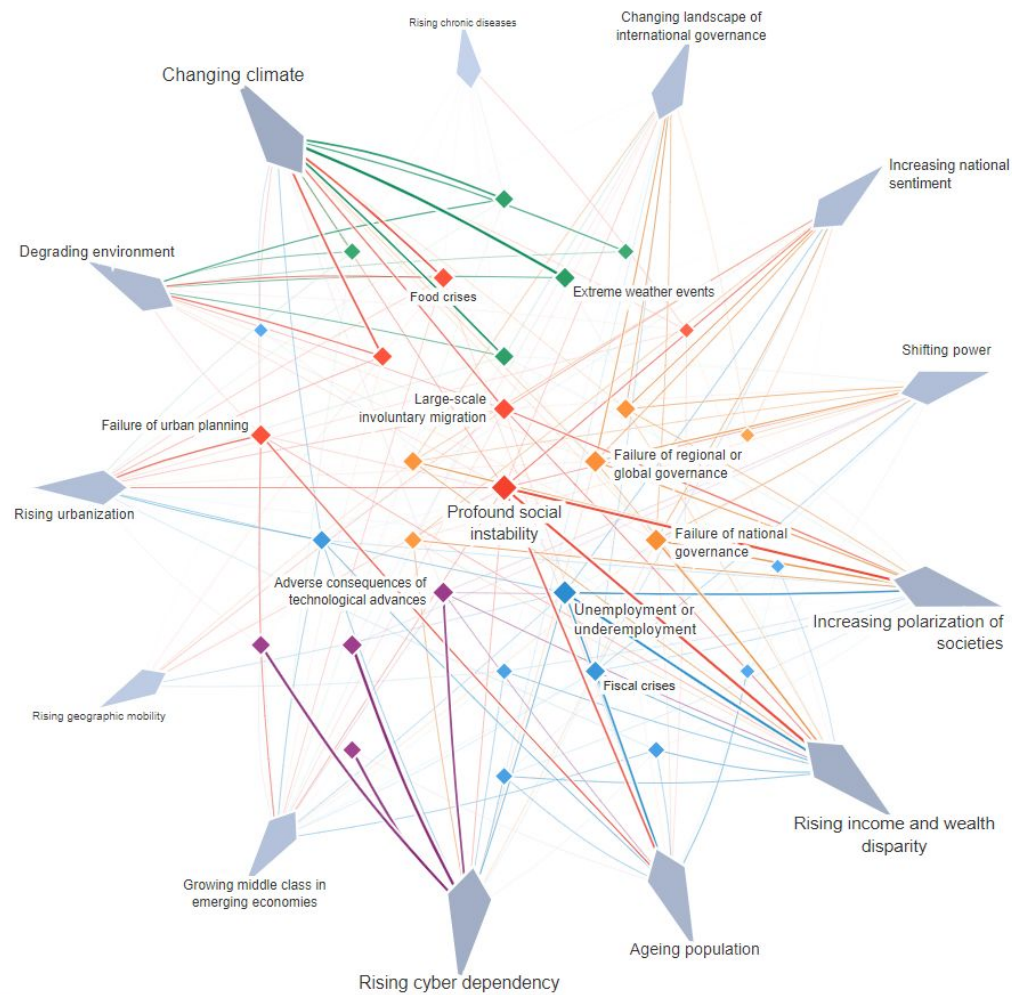 Rising chronic diseases
Changing landscape of
international governance
Changing climate
Increasing national
sentiment
Degrading environment
Food crises
Extreme weather events
Shifting power
Large-scale
involuntary migration
Failure of urban planning
Failure of regional or
global governance
Rising urbanization
Profound social
instability
Failure of national
governance
Adverse consequences of
technological advances
Unemployment or
underemployment
Increasing polarization of
societies
Fiscal crises
Rising geographic mobility
Rising income and wealth
disparity
Growing middle class in
emerging economies
Ageing population
Rising cyber dependency